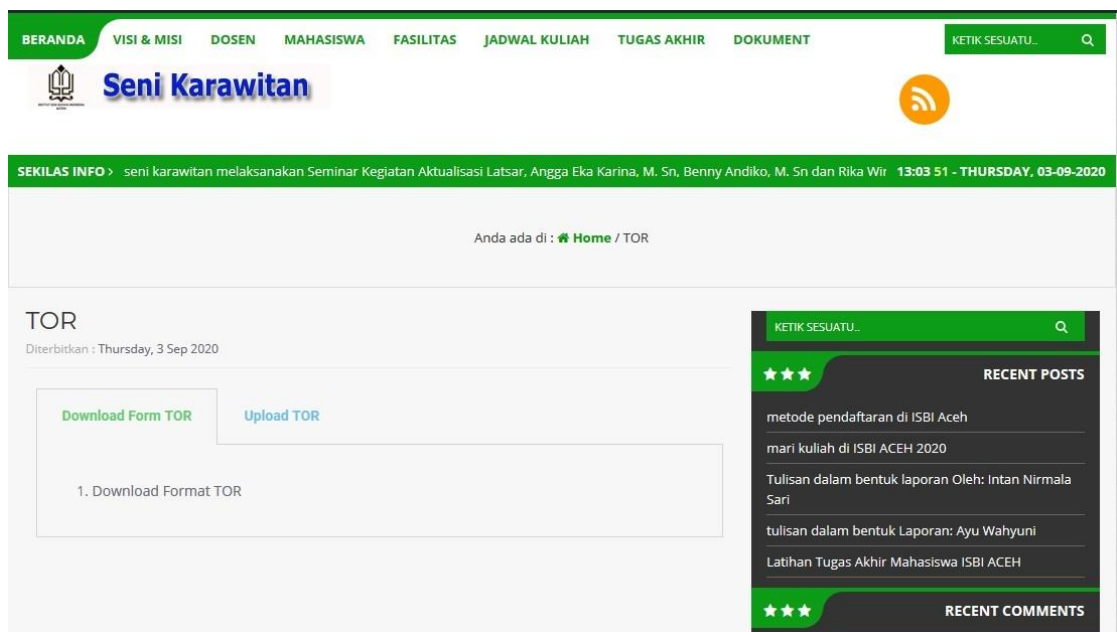 BERANDA VISI & MISI DOSEN MAHASISWA FASILITAS JADWAL KULIAH TUGAS AKHIR DOKUMENT KETIK SESUATU..
Seni Karawitan
SEKILAS INFO > seni karawitan melaksanakan Seminar Kegiatan Aktualisasi Latsar, Angga Eka Karina, M. Sn, Benny Andiko, M. Sn dan Rika Wir 13:03 51 - THURSDAY, 03-09-2020
Anda ada di : Home / TOR
TOR
Diterbitkan : Thursday, 3 Sep 2020
Download Form TOR Upload TOR
1. Download Format TOR
KETIK SESUATU..
RECENT POSTS
metode pendaftaran di ISBI Aceh
mari kuliah di ISBI ACEH 2020
Tulisan dalam bentuk laporan Oleh: Intan Nirmala
Sari
tulisan dalam bentuk Laporan: Ayu Wahyuni
Latihan Tugas Akhir Mahasiswa ISBI ACEH
RECENT COMMENTS